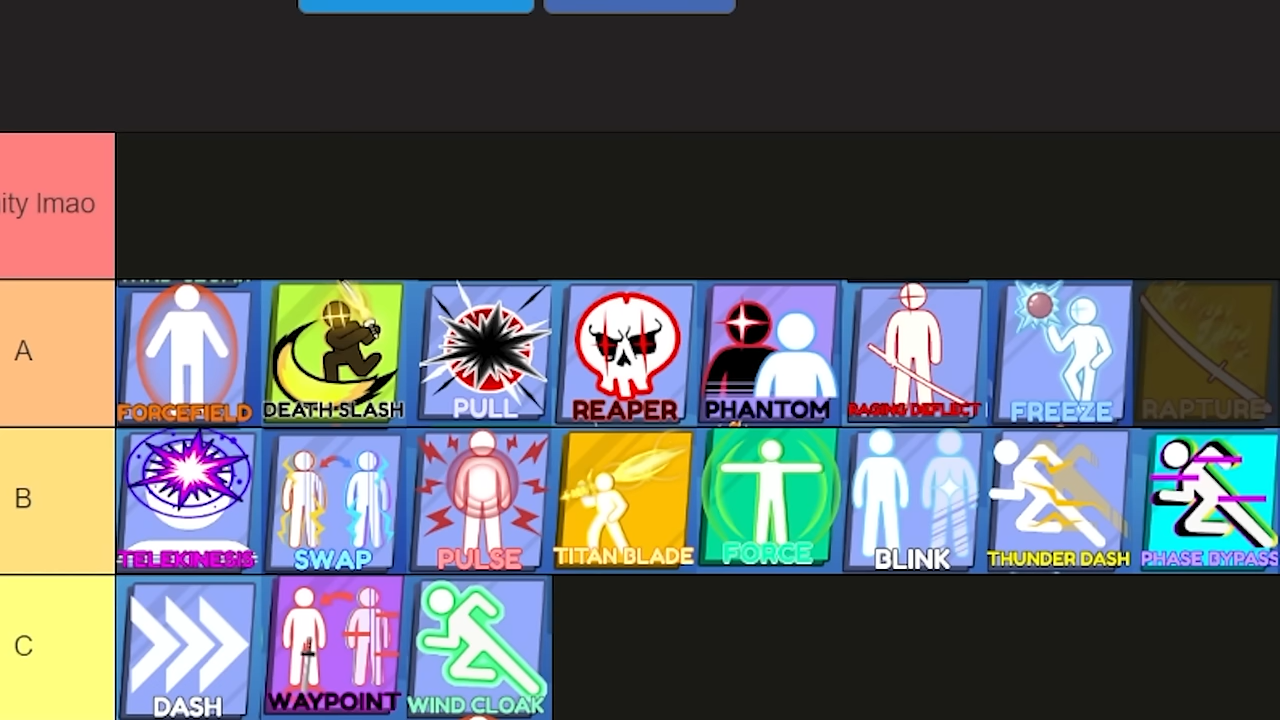 ity lmao
A
FORCEFIELD
DEATH SLASH
PULL
REAPER
PHANTOM
RAGING DEFLECT
FREEZE
RAPTURE
B
TELEKINESIS
SWAP
PULSE
TITAN BLADE
FORCE
BLINK
THUNDER DASH
PHASE BYPASS
C
DASH
WAYPOINT
WIND CLOAK